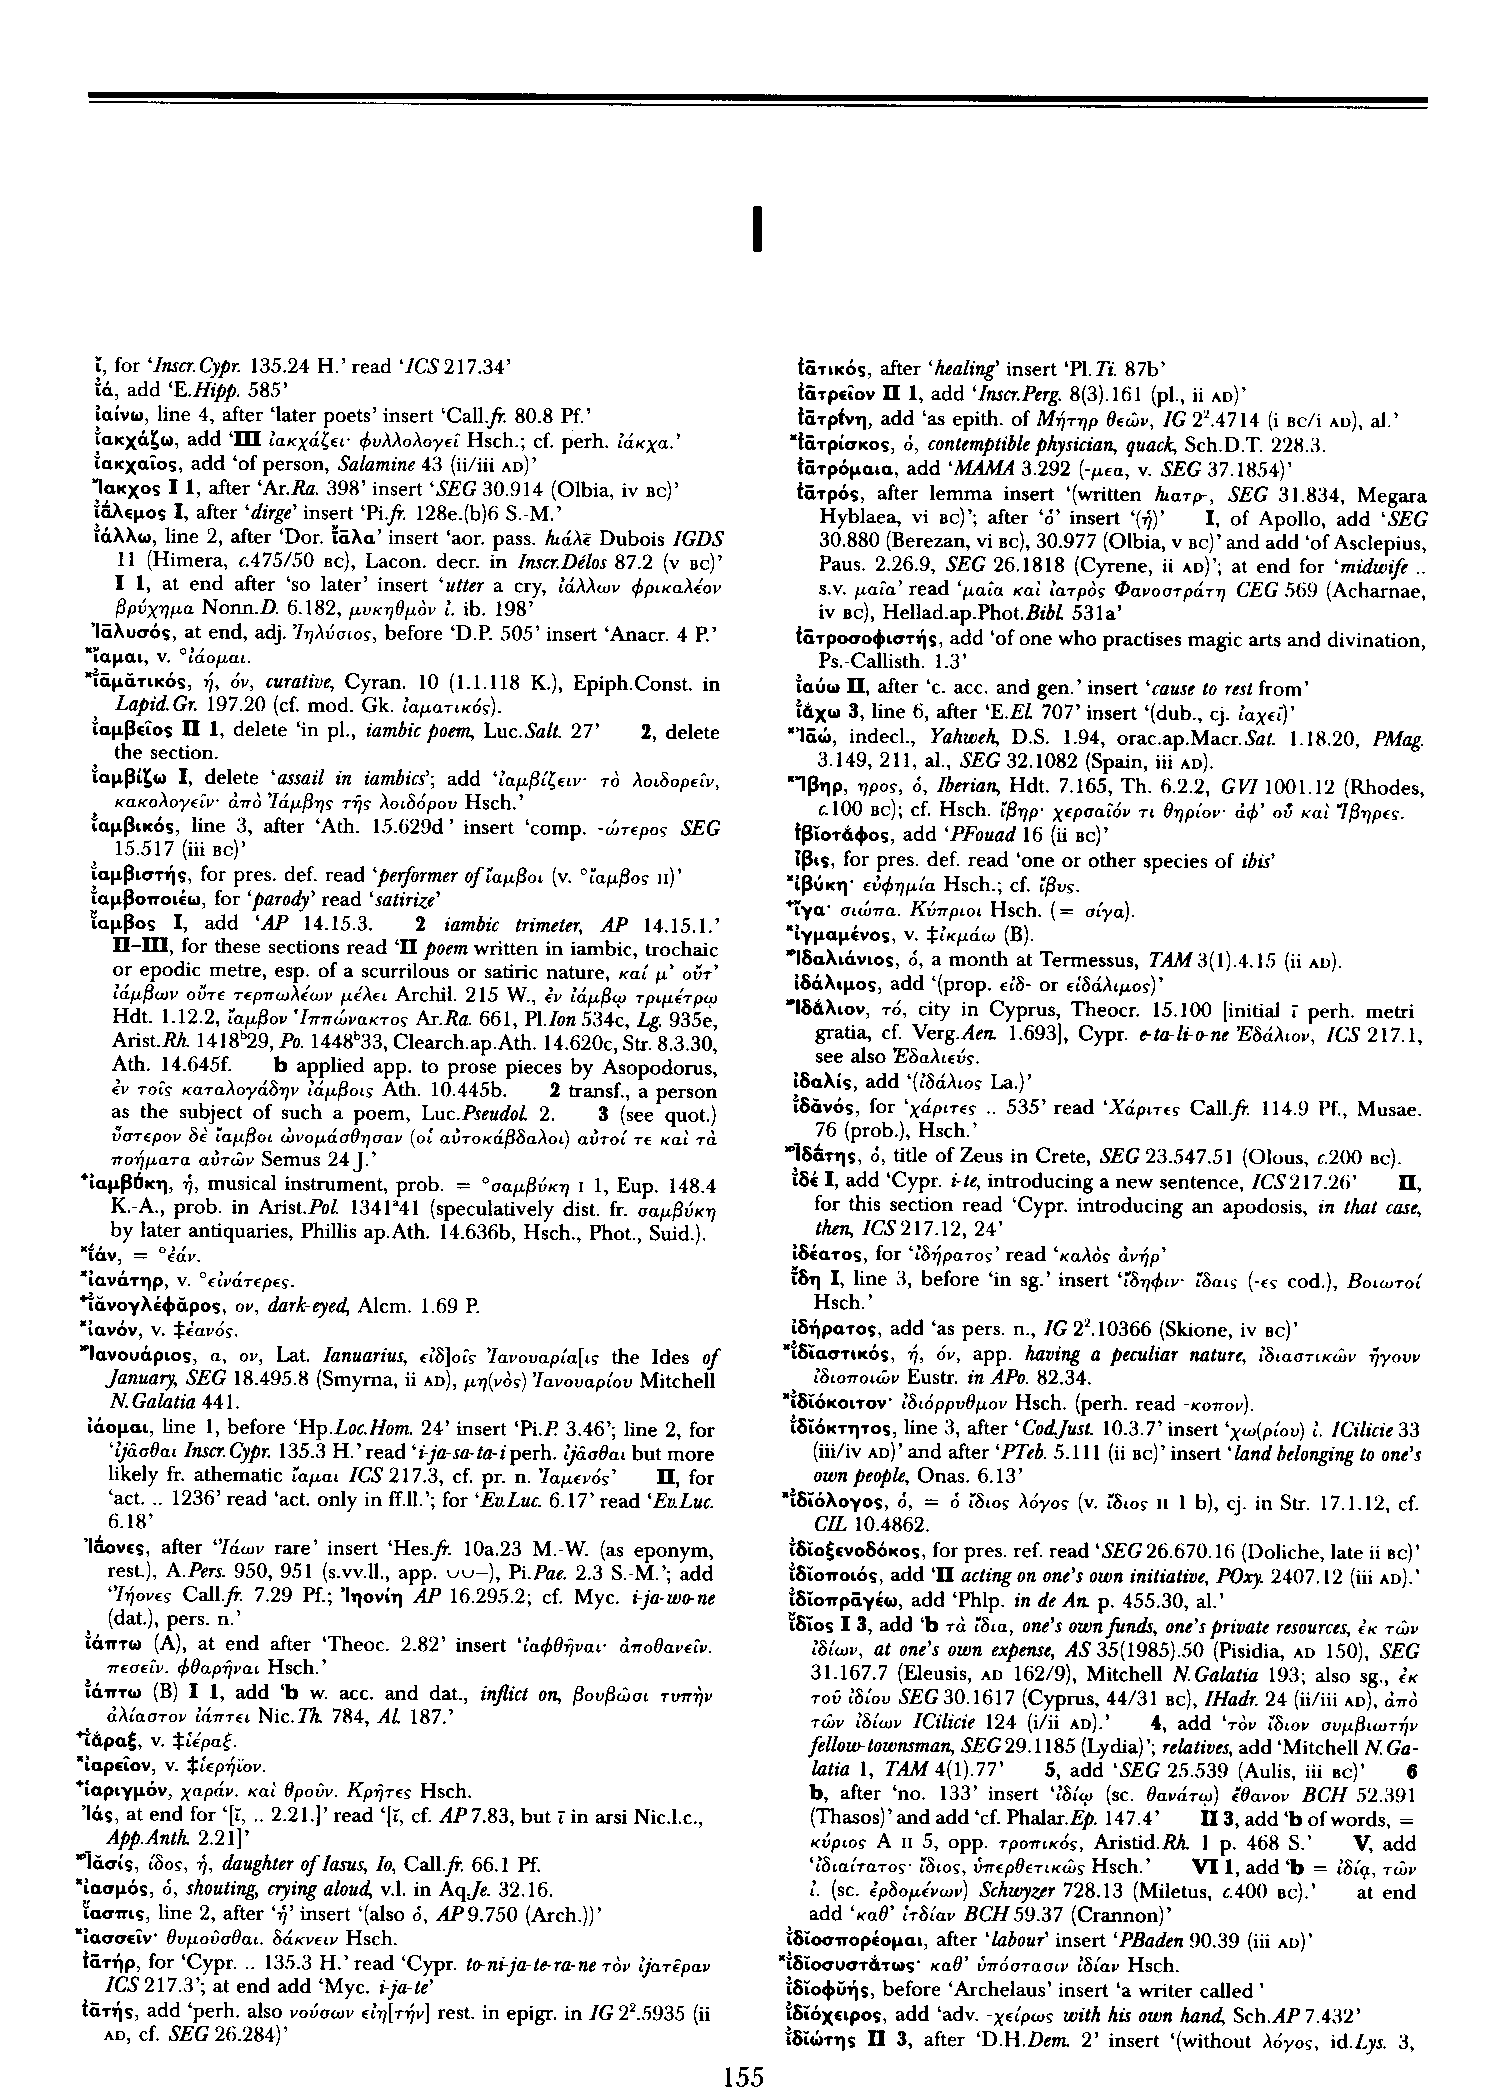 I
ῐ̓, for ‘Inscr.Cypr. 135.24 H.’ read ‘ICS 217.34’
ἰά, add ‘E.Hipp. 585’
ἰαίνω, line 4, after ‘later poets’ insert ‘Call.fr. 80.8 Pf.’
ἰακχάζω, add ‘III ἰακχάζει· φυλλολογεῖ Hsch.; cf. perh. ἰάκχα.’
ἰακχαῖος, add ‘of person, Salamine 43 (ii/iii AD)’
Ἴακχος I 1, after ‘Ar.Ra. 398’ insert ‘SEG 30.914 (Olbia, iv BC)’
ἰάλεμος I, after ‘dirge’ insert ‘Pi.fr. 128e.(b)6 S.-M.’
ἰάλλω, line 2, after ‘Dor. ἴᾱλα’ insert ‘aor. pass. hιάλε̄ Dubois IGDS
11 (Himera, c.475/50 BC), Lacon. decr. in Inscr.Délos 87.2 (v BC)’
I 1, at end after ‘so later’ insert ‘utter a cry, ἰάλλων φρικαλέον
βρύχημα Nonn.D. 6.182, μυκηθμὸν ἰ. ib. 198’
Ἰάλυσός, at end, adj. Ἰηλύσιος, before ‘D.P. 505’ insert ‘Anacr. 4 P.’
*ἴαμαι, v. °ἰάομαι.
*ἰᾱμᾰτικός, ή, όν, curative, Cyran. 10 (1.1.118 K.), Epiph.Const. in
Lapid.Gr. 197.20 (cf. mod. Gk. ἰαματικός).
ἰαμβεῖος II 1, delete ‘in pl., iambic poem, Luc.Salt. 27’ 2, delete
the section.
ἰαμβίζω I, delete ‘assail in iambics’; add ‘ἰαμβίζειν· τὸ λοιδορεῖν,
κακολογεῖν· ἀπὸ Ἰάμβης τῆς λοιδόρου Hsch.’
ἰαμβικός, line 3, after ‘Ath. 15.629d’ insert ‘comp. -ώτερος SEG
15.517 (iii BC)’
ἰαμβιστής, for pres. def. read ‘performer of ἴαμβοι (v. °ἴαμβος II)’
ἰαμβοποιέω, for ‘parody’ read ‘satirize’
ἴαμβος I, add ‘AP 14.15.3. 2 iambic trimeter, AP 14.15.1.’
II–III, for these sections read ‘II poem written in iambic, trochaic
or epodic metre, esp. of a scurrilous or satiric nature, καί μ’ οὔτ’
ἰάμβων οὔτε τερπωλέων μέλει Archil. 215 W., ἐν ἰάμβῳ τριμέτρῳ
Hdt. 1.12.2, ἴαμβον Ἱππώνακτος Ar.Ra. 661, Pl.Ion 534c, Lg. 935e,
Arist.Rh. 1418ᵇ29, Po. 1448ᵇ33, Clearch.ap.Ath. 14.620c, Str. 8.3.30,
Ath. 14.645f. b applied app. to prose pieces by Asopodorus,
ἐν τοῖς καταλογάδην ἰάμβοις Ath. 10.445b. 2 transf., a person
as the subject of such a poem, Luc.Pseudol. 2. 3 (see quot.)
ὕστερον δὲ ἴαμβοι ὠνομάσθησαν (οἱ αὐτοκάβδαλοι) αὐτοί τε καὶ τὰ
ποήματα αὐτῶν Semus 24 J.’
⁺ἰαμβύκη, ἡ, musical instrument, prob. = °σαμβύκη I 1, Eup. 148.4
K.-A., prob. in Arist.Pol. 1341ᵃ41 (speculatively dist. fr. σαμβύκη
by later antiquaries, Phillis ap.Ath. 14.636b, Hsch., Phot., Suid.).
*ἰάν, = °ἐάν.
*ἰανάτηρ, v. °εἰνάτερες.
⁺ἰᾰνογλέφᾰρος, ον, dark-eyed, Alcm. 1.69 P.
*ἰανόν, v. ‡ἑανός.
*Ἰανουάριος, α, ον, Lat. Ianuarius, εἰδ]οῖς Ἰανουαρία[ις the Ides of
January, SEG 18.495.8 (Smyrna, ii AD), μη(νὸς) Ἰανουαρίου Mitchell
N.Galatia 441.
ἰάομαι, line 1, before ‘Hp.Loc.Hom. 24’ insert ‘Pi.P. 3.46’; line 2, for
‘ἰjᾶσθαι Inscr.Cypr. 135.3 H.’ read ‘i-ja-sa-ta-i perh. ἰjᾶσθαι but more
likely fr. athematic ἴαμαι ICS 217.3, cf. pr. n. Ἰαμενός’ II, for
‘act. .. 1236’ read ‘act. only in ff.ll.’; for ‘Ev.Luc. 6.17’ read ‘Ev.Luc.
6.18’
Ἰάονες, after ‘Ἰάων rare’ insert ‘Hes.fr. 10a.23 M.-W. (as eponym,
rest.), A.Pers. 950, 951 (s.vv.ll., app. ∪∪–), Pi.Pae. 2.3 S.-M.’; add
‘Ἰήονες Call.fr. 7.29 Pf.; Ἰηονίη AP 16.295.2; cf. Myc. i-ja-wo-ne
(dat.), pers. n.’
ἰάπτω (A), at end after ‘Theoc. 2.82’ insert ‘ἰαφθῆναι· ἀποθανεῖν.
πεσεῖν. φθαρῆναι Hsch.’
ἰάπτω (B) I 1, add ‘b w. acc. and dat., inflict on, βουβῶσι τυπὴν
ἀλίαστον ἰάπτει Nic.Th. 784, Al. 187.’
⁺ἰάραξ, v. ‡ἱέραξ.
*ἰαρεῖον, v. ‡ἱερήϊον.
⁺ἱαριγμόν, χαράν. καὶ θροῦν. Κρῆτες Hsch.
Ἰάς, at end for ‘[ῐ, .. 2.21.]’ read ‘[ῐ, cf. AP 7.83, but ῑ in arsi Nic.l.c.,
App.Anth. 2.21]’
*Ἰᾱσίς, ίδος, ἡ, daughter of Iasus, Io, Call.fr. 66.1 Pf.
*ἰασμός, ὁ, shouting, crying aloud, v.l. in Aq.Je. 32.16.
ἴασπις, line 2, after ‘ἡ’ insert ‘(also ὁ, AP 9.750 (Arch.))’
*ἰασσεῖν· θυμοῦσθαι. δάκνειν Hsch.
ἰᾱτήρ, for ‘Cypr. .. 135.3 H.’ read ‘Cypr. to-ni-ja-te-ra-ne τὸν ἰjατε̄ραν
ICS 217.3’; at end add ‘Myc. i-ja-te’
ἰᾱτής, add ‘perh. also νούσων εἰη[τήν] rest. in epigr. in IG 2².5935 (ii
AD, cf. SEG 26.284)’
ἰᾱτικός, after ‘healing’ insert ‘Pl.Ti. 87b’
ἰᾱτρεῖον II 1, add ‘Inscr.Perg. 8(3).161 (pl., ii AD)’
ἰᾱτρίνη, add ‘as epith. of Μήτηρ θεῶν, IG 2².4714 (i BC/i AD), al.’
*ἰᾱτρίσκος, ὁ, contemptible physician, quack, Sch.D.T. 228.3.
ἰᾱτρόμαια, add ‘MAMA 3.292 (-μεα, v. SEG 37.1854)’
ἰᾱτρός, after lemma insert ‘(written hιατρ-, SEG 31.834, Megara
Hyblaea, vi BC)’; after ‘ὁ’ insert ‘(ἡ)’ I, of Apollo, add ‘SEG
30.880 (Berezan, vi BC), 30.977 (Olbia, v BC)’ and add ‘of Asclepius,
Paus. 2.26.9, SEG 26.1818 (Cyrene, ii AD)’; at end for ‘midwife ..
s.v. μαῖα’ read ‘μαῖα καὶ ἰατρὸς Φανοστράτη CEG 569 (Acharnae,
iv BC), Hellad.ap.Phot.Bibl. 531a’
ἰᾱτροσοφιστής, add ‘of one who practises magic arts and divination,
Ps.-Callisth. 1.3’
ἰαύω II, after ‘c. acc. and gen.’ insert ‘cause to rest from’
ἰάχω 3, line 6, after ‘E.El. 707’ insert ‘(dub., cj. ἰαχεῖ)’
*Ἰαώ, indecl., Yahweh, D.S. 1.94, orac.ap.Macr.Sat. 1.18.20, PMag.
3.149, 211, al., SEG 32.1082 (Spain, iii AD).
*Ἴβηρ, ηρος, ὁ, Iberian, Hdt. 7.165, Th. 6.2.2, GVI 1001.12 (Rhodes,
c.100 BC); cf. Hsch. ἴβηρ· χερσαῖόν τι θηρίον· ἀφ’ οὗ καὶ Ἴβηρες.
ἰβῐοτάφος, add ‘PFouad 16 (ii BC)’
ἶβις, for pres. def. read ‘one or other species of ibis’
*ἰβύκη· εὐφημία Hsch.; cf. ἴβυς.
⁺ἴγα· σιώπα. Κύπριοι Hsch. (= σίγα).
*ἰγμαμένος, v. ‡ἰκμάω (B).
*Ἰδαλιάνιος, ὁ, a month at Termessus, TAM 3(1).4.15 (ii AD).
ἰδάλιμος, add ‘(prop. εἰδ- or εἰδάλιμος)’
*Ἰδάλιον, τό, city in Cyprus, Theocr. 15.100 [initial ῑ perh. metri
gratia, cf. Verg.Aen. 1.693], Cypr. e-ta-li-o-ne Ἐδάλιον, ICS 217.1,
see also Ἐδαλιεύς.
ἰδαλίς, add ‘(ἰδάλιος La.)’
ἰδᾰνός, for ‘χάριτες .. 535’ read ‘Χάριτες Call.fr. 114.9 Pf., Musae.
76 (prob.), Hsch.’
*Ἰδάτης, ὁ, title of Zeus in Crete, SEG 23.547.51 (Olous, c.200 BC).
ἰδέ I, add ‘Cypr. i-te, introducing a new sentence, ICS 217.26’ II,
for this section read ‘Cypr. introducing an apodosis, in that case,
then, ICS 217.12, 24’
ἰδέατος, for ‘ἰδήρατος’ read ‘καλὸς ἀνήρ’
ἴδη I, line 3, before ‘in sg.’ insert ‘ἴδηφιν· ἴδαις (-ες cod.), Βοιωτοί
Hsch.’
ἰδήρατος, add ‘as pers. n., IG 2².10366 (Skione, iv BC)’
*ἰδῐαστικός, ή, όν, app. having a peculiar nature, ἰδιαστικῶν ἤγουν
ἰδιοποιῶν Eustr. in APo. 82.34.
*ἰδῐόκοιτον· ἰδιόρρυθμον Hsch. (perh. read -κοπον).
ἰδῐόκτητος, line 3, after ‘Cod.Just. 10.3.7’ insert ‘χω(ρίου) ἰ. ICilicie 33
(iii/iv AD)’ and after ‘PTeb. 5.111 (ii BC)’ insert ‘land belonging to one’s
own people, Onas. 6.13’
*ἰδῐόλογος, ὁ, = ὁ ἴδιος λόγος (v. ἴδιος II 1 b), cj. in Str. 17.1.12, cf.
CIL 10.4862.
ἰδῐοξενοδόκος, for pres. ref. read ‘SEG 26.670.16 (Doliche, late ii BC)’
ἰδῐοποιός, add ‘II acting on one’s own initiative, POxy. 2407.12 (iii AD).’
ἰδῐοπρᾱγέω, add ‘Phlp. in de An. p. 455.30, al.’
ἴδῐος I 3, add ‘b τὰ ἴδια, one’s own funds, one’s private resources, ἐκ τῶν
ἰδίων, at one’s own expense, AS 35(1985).50 (Pisidia, AD 150), SEG
31.167.7 (Eleusis, AD 162/9), Mitchell N.Galatia 193; also sg., ἐκ
τοῦ ἰδίου SEG 30.1617 (Cyprus, 44/31 BC), IHadr. 24 (ii/iii AD), ἀπὸ
τῶν ἰδίων ICilicie 124 (i/ii AD).’ 4, add ‘τὸν ἴδιον συμβιωτήν
fellow-townsman, SEG 29.1185 (Lydia)’; relatives, add ‘Mitchell N.Ga-
latia 1, TAM 4(1).77’ 5, add ‘SEG 25.539 (Aulis, iii BC)’ 6
b, after ‘no. 133’ insert ‘ἰδίῳ (sc. θανάτῳ) ἔθανον BCH 52.391
(Thasos)’ and add ‘cf. Phalar.Ep. 147.4’ II 3, add ‘b of words, =
κύριος A II 5, opp. τροπικός, Aristid.Rh. 1 p. 468 S.’ V, add
‘ἰδιαίτατος· ἴδιος, ὑπερθετικῶς Hsch.’ VI 1, add ‘b = ἰδίᾳ, τῶν
ἰ. (sc. ἐρδομένων) Schwyzer 728.13 (Miletus, c.400 BC).’ at end
add ‘καθ’ ἰτδίαν BCH 59.37 (Crannon)’
ἰδῐοσπορέομαι, after ‘labour’ insert ‘PBaden 90.39 (iii AD)’
*ἰδῐοσυστάτως· καθ’ ὑπόστασιν ἰδίαν Hsch.
ἰδῐοφῠής, before ‘Archelaus’ insert ‘a writer called ’
ἰδῐόχειρος, add ‘adv. -χείρως with his own hand, Sch.AP 7.432’
ἰδῐώτης II 3, after ‘D.H.Dem. 2’ insert ‘(without λόγος, id.Lys. 3,
155